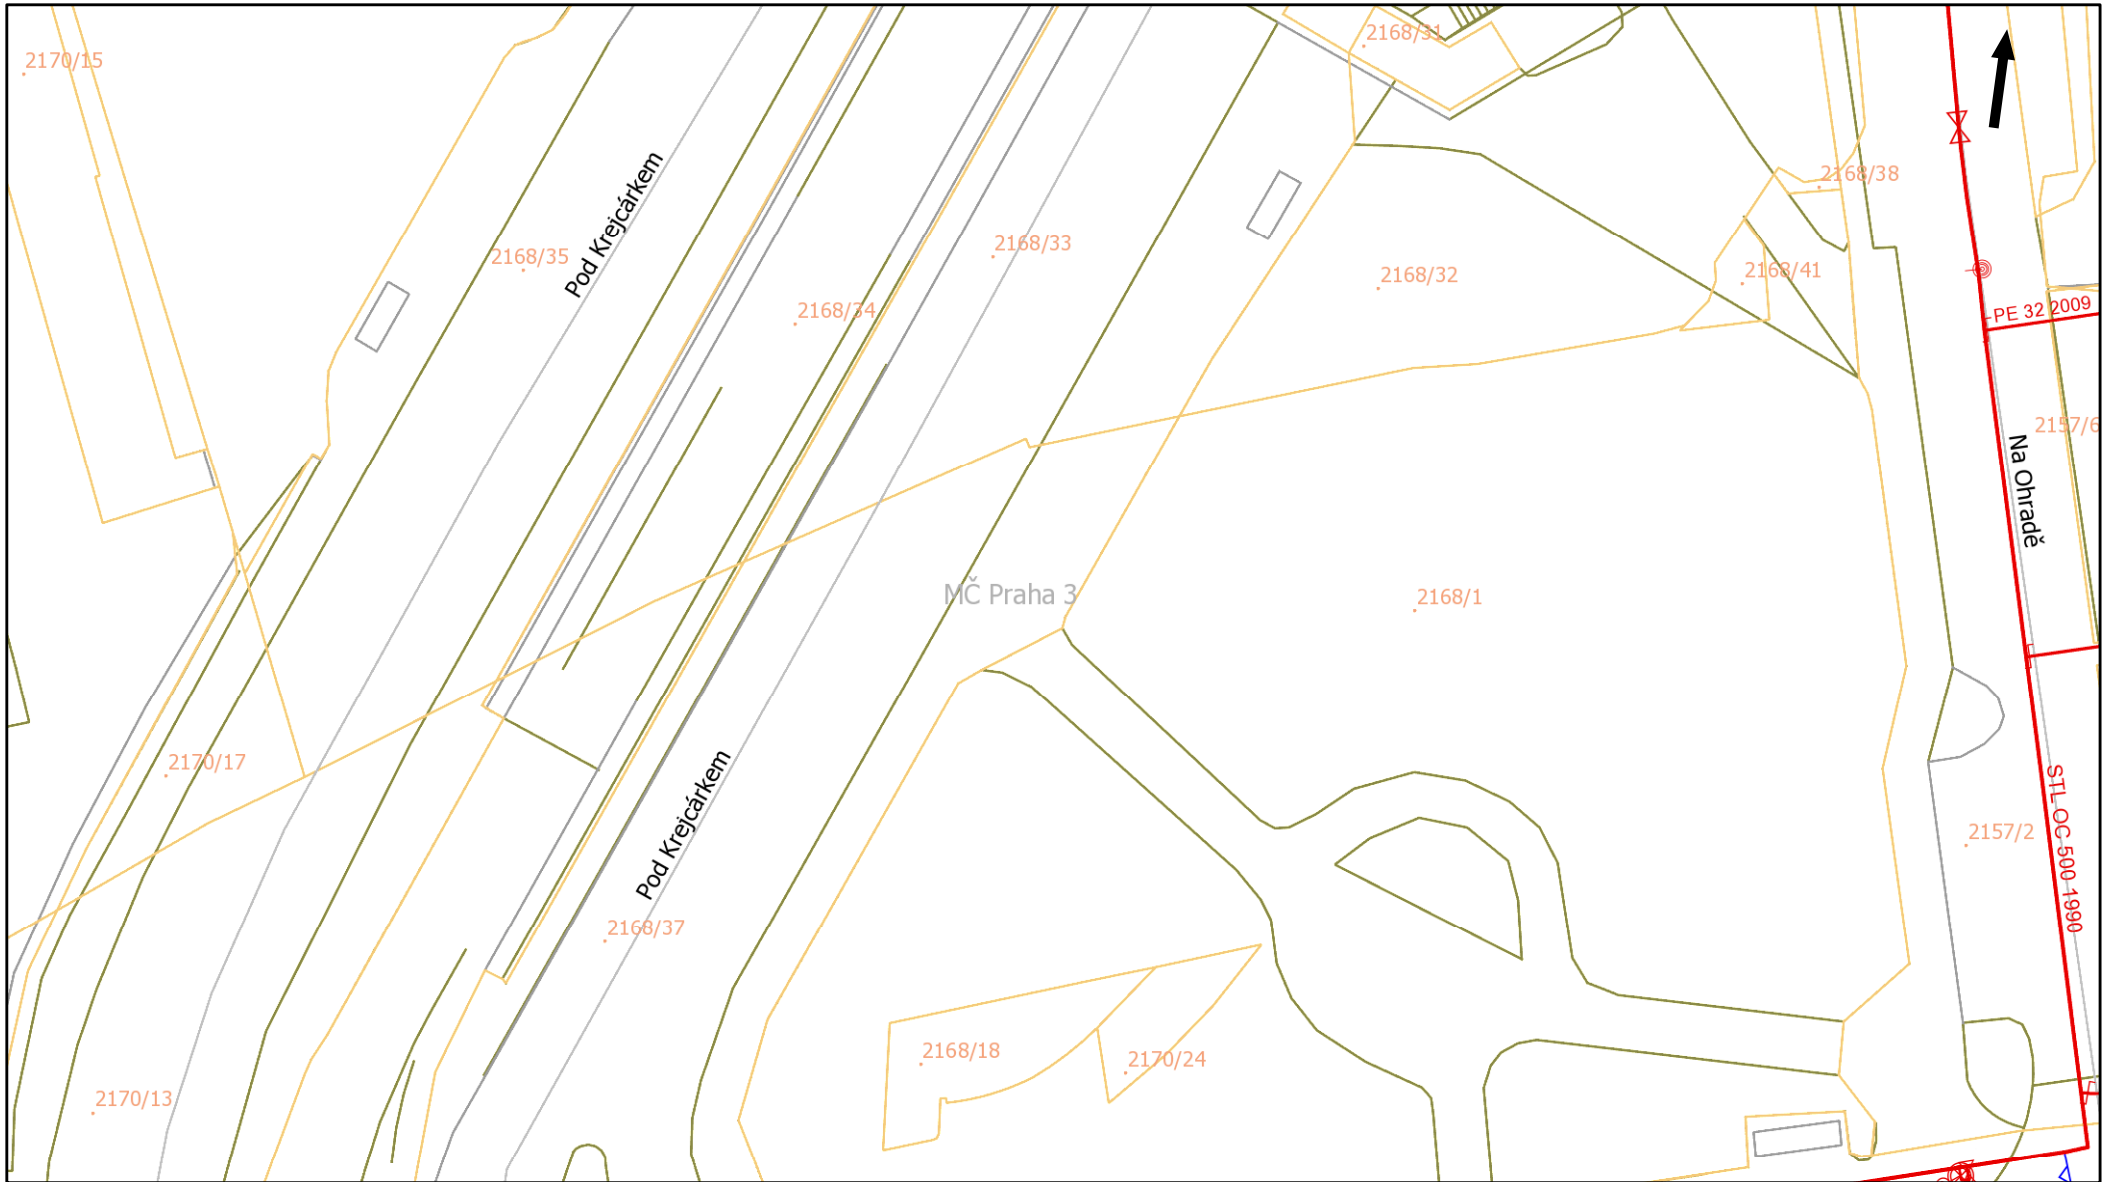 2168/31
2170/15
2168/38
Pod Krejcárkem
2168/33
2168/35
2168/32
2168/41
2168/34
PE 32 2009
2157/6
Na Ohradě
MČ Praha 3
2168/1
2170/17
Pod Krejcárkem
2157/2
STL OC 500 1990
2168/37
2168/18
2170/24
2170/13